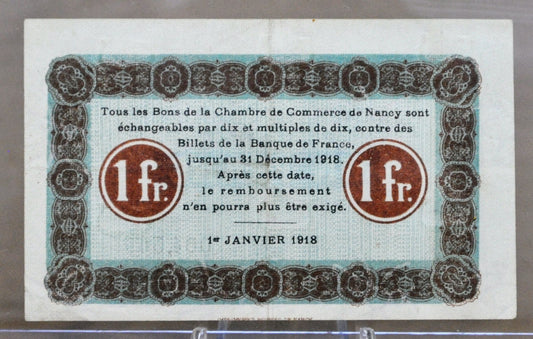 Tous les Bons de la Chambre de Commerce de Nancy sont
échangeables par dix et multiples de dix, contre des
Billets de la Banque de France,
jusqu'au 31 Décembre 1918.
Après cette date,
le remboursement
n'en pourra plus être exigé.
1 fr.
1 fr.
1er JANVIER 1918